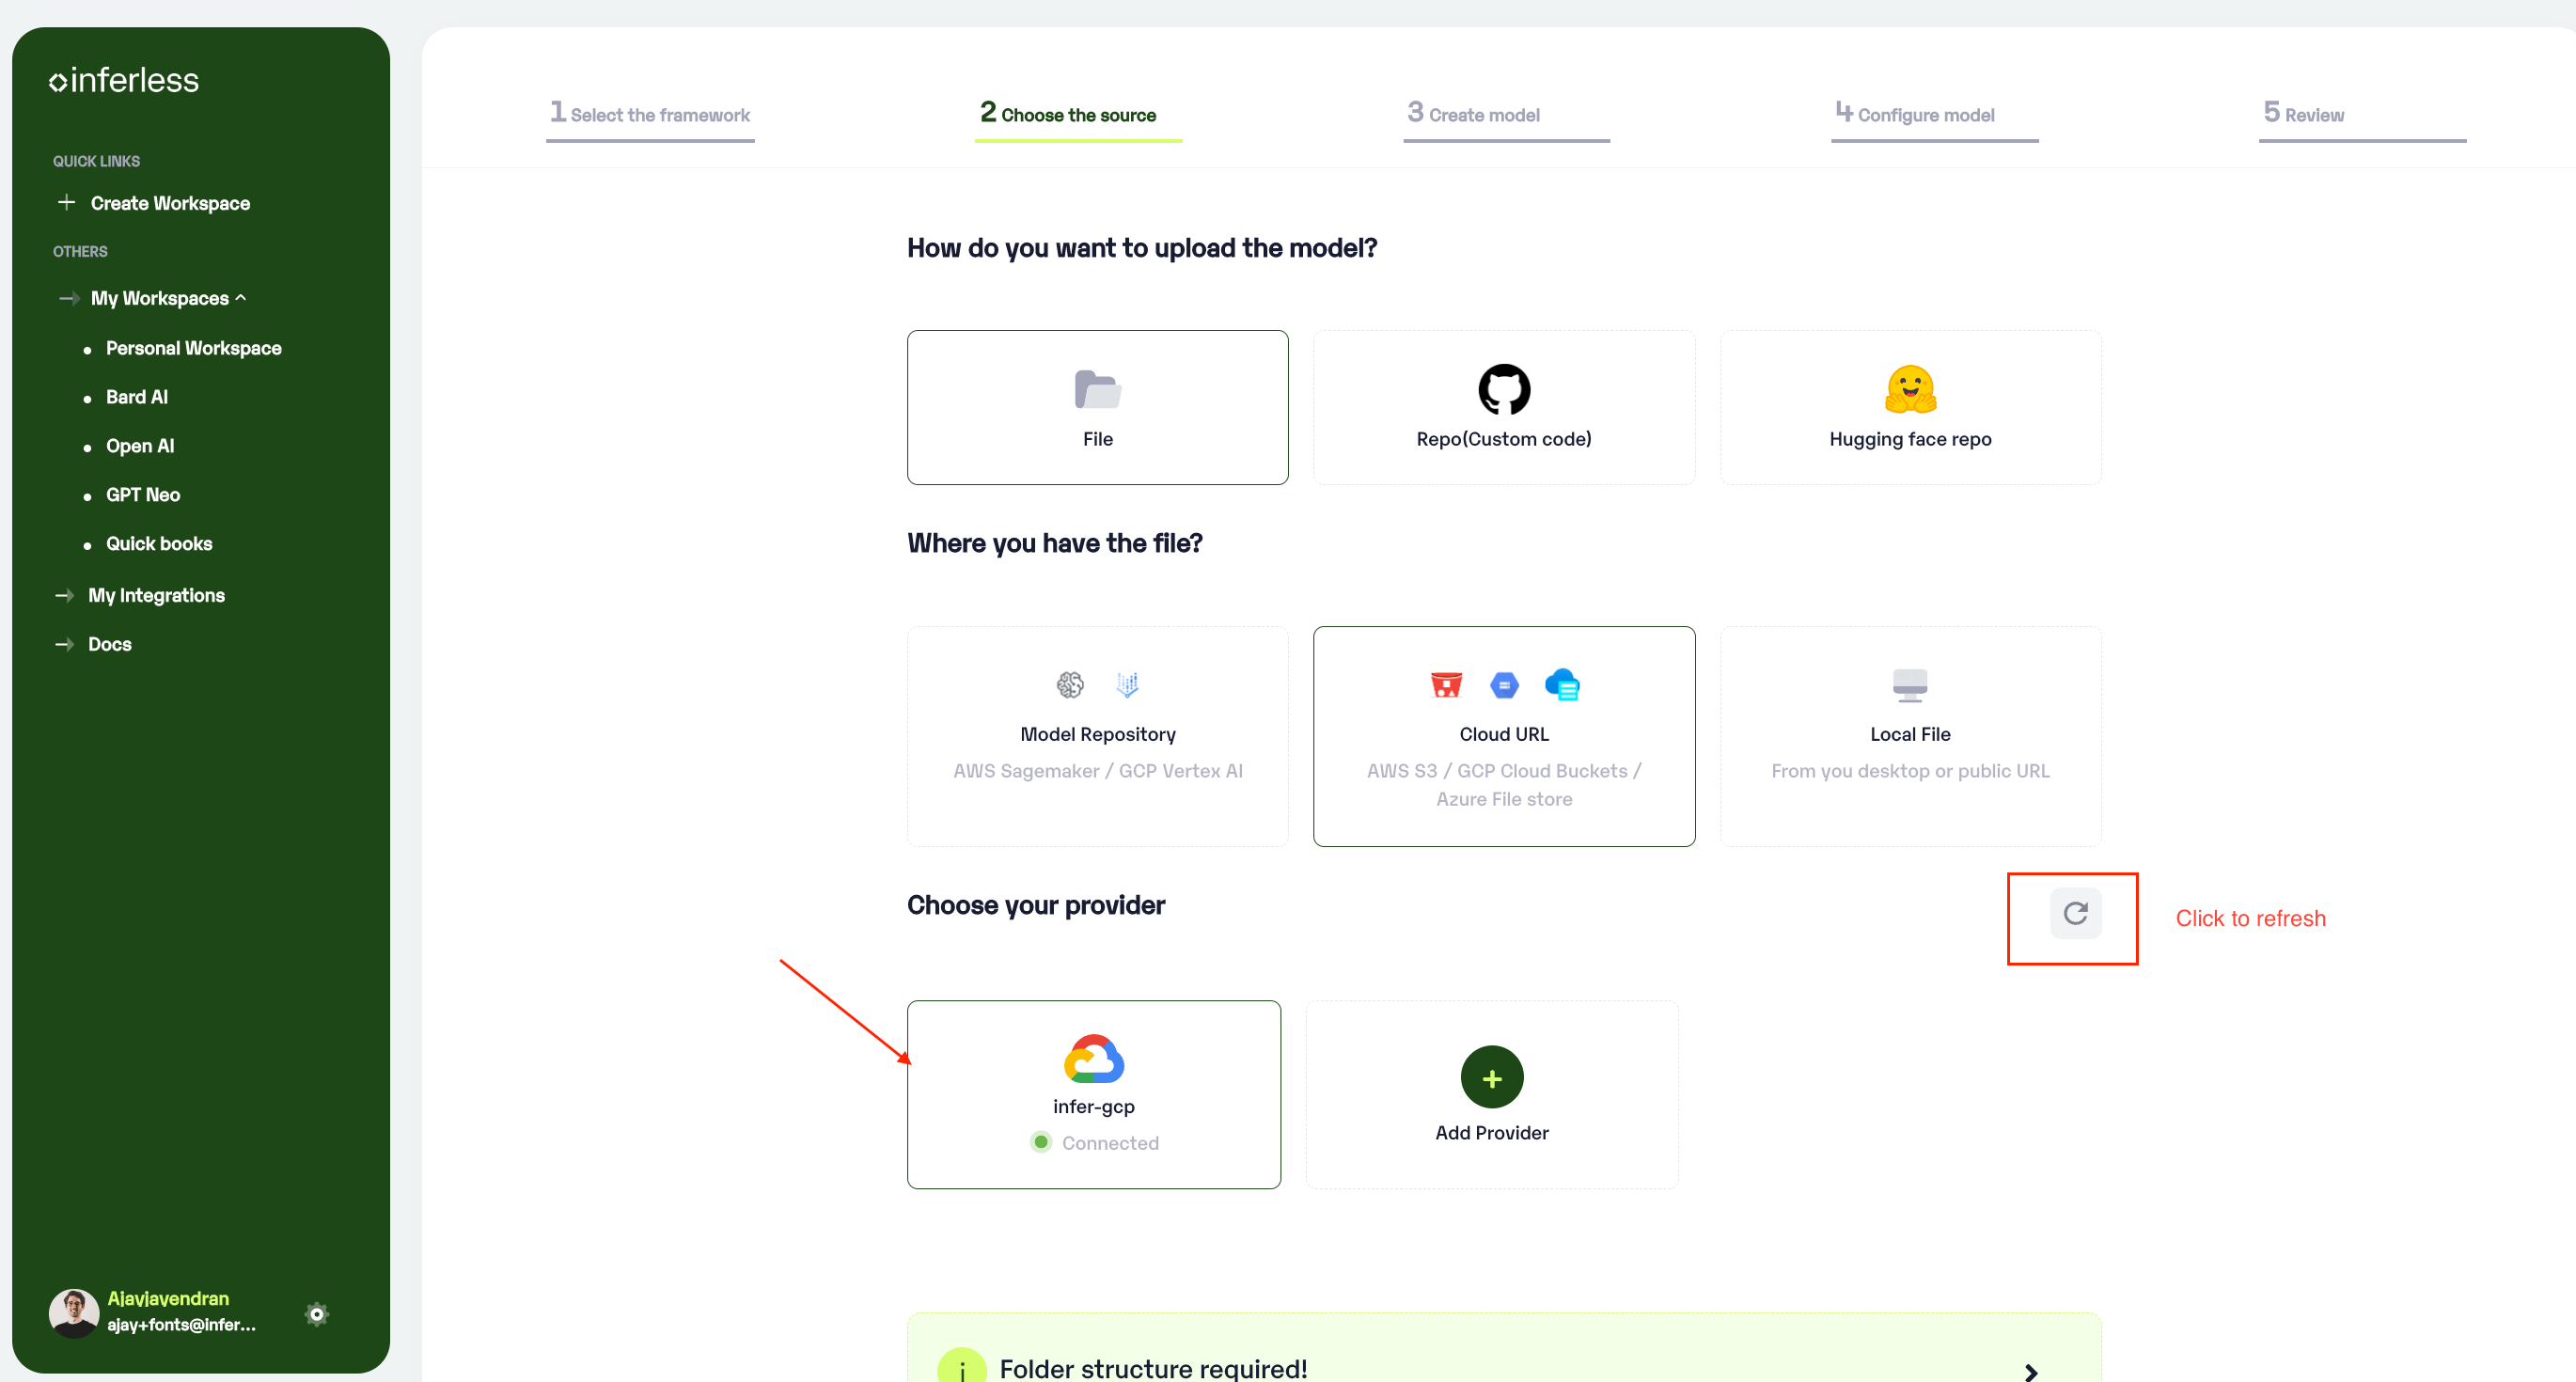 inferless
QUICK LINKS
Create Workspace
OTHERS
My Workspaces
Personal Workspace
Bard AI
Open AI
GPT Neo
Quick books
My Integrations
Docs
Ajayjayendran
ajay+fonts@infer...
1 Select the framework
2 Choose the source
3 Create model
4 Configure model
5 Review
How do you want to upload the model?
File
Repo(Custom code)
Hugging face repo
Where you have the file?
Model Repository
AWS Sagemaker / GCP Vertex AI
Cloud URL
AWS S3 / GCP Cloud Buckets /
Azure File store
Local File
From you desktop or public URL
Choose your provider
Click to refresh
infer-gcp
Connected
Add Provider
i Folder structure required!